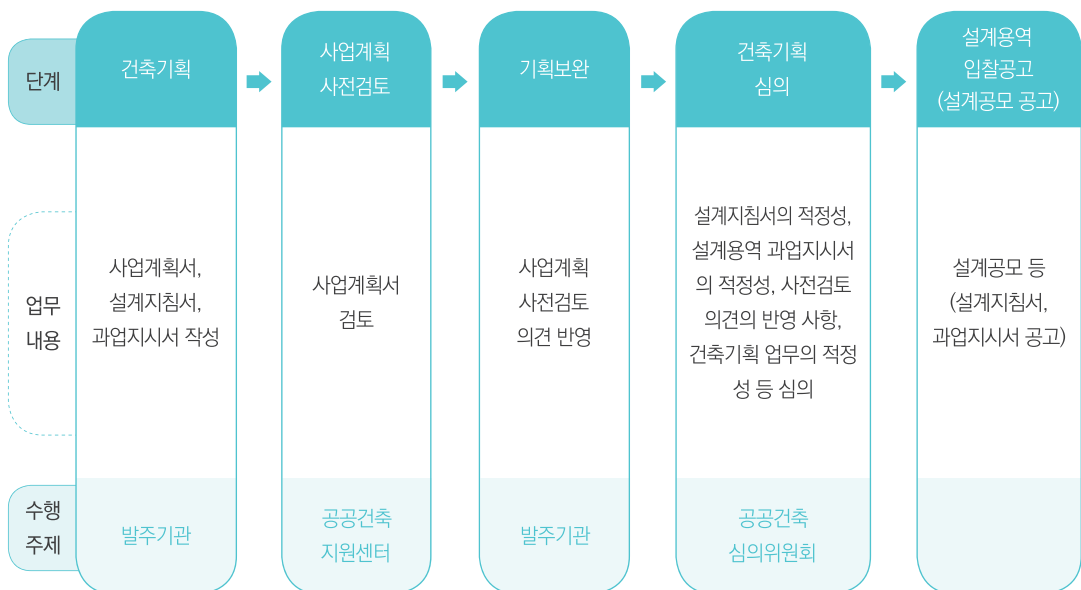 단계
건축기획
사업계획
사전검토
기획보완
건축기획
심의
설계용역
입찰공고
(설계공모 공고)
업무
내용
사업계획서,
설계지침서,
과업지시서 작성
사업계획서
검토
사업계획
사전검토
의견 반영
설계지침서의 적정성,
설계용역 과업지시서
의 적정성, 사전검토
의견의 반영 사항,
건축기획 업무의 적정
성 등 심의
설계공모 등
(설계지침서,
과업지시서 공고)
수행
주제
발주기관
공공건축
지원센터
발주기관
공공건축
심의위원회